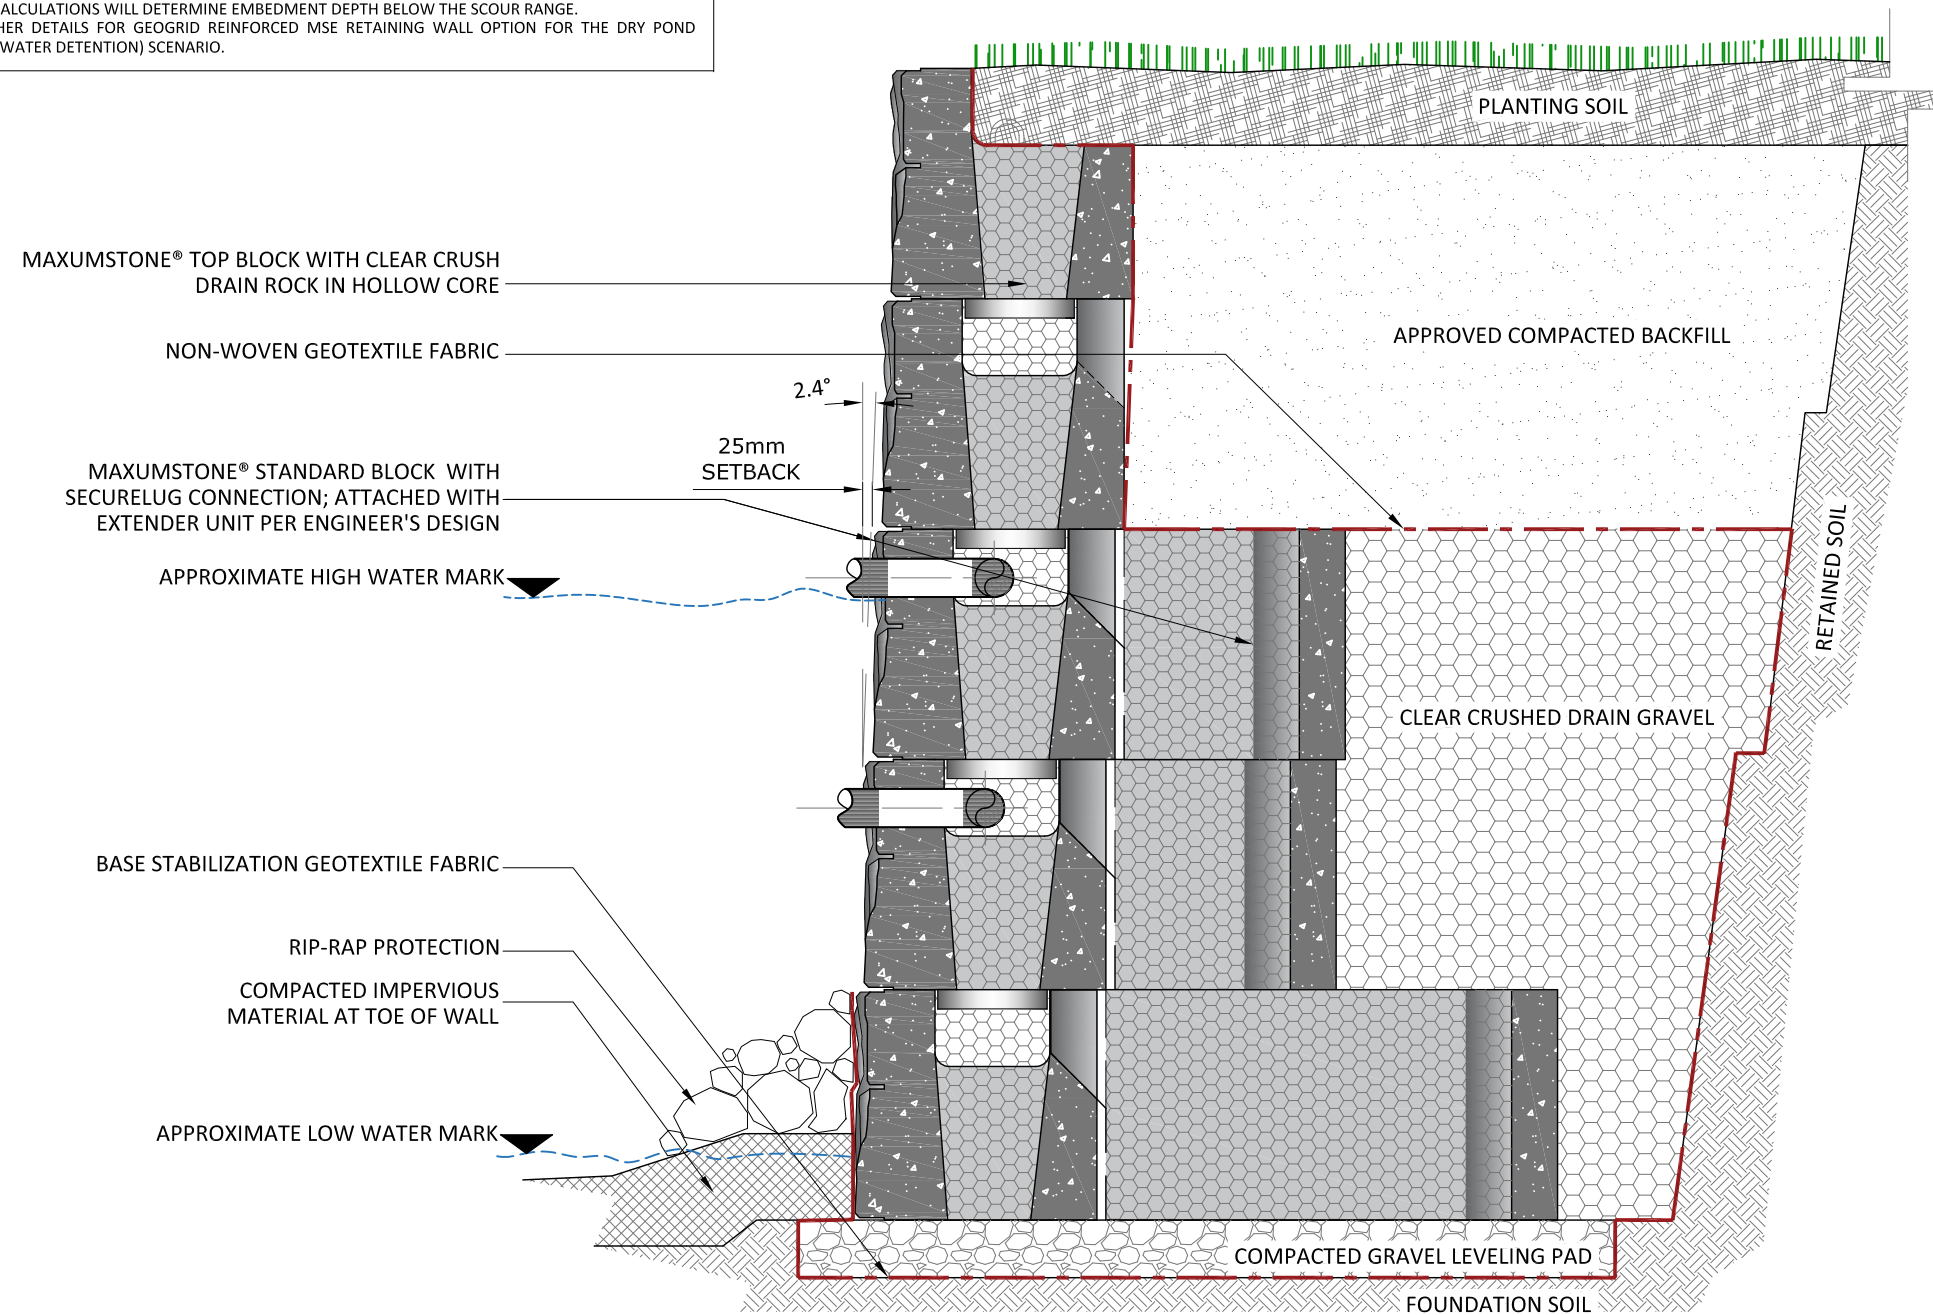 ALCULATIONS WILL DETERMINE EMBEDMENT DEPTH BELOW THE SCOUR RANGE.
HER DETAILS FOR GEOGRID REINFORCED MSE RETAINING WALL OPTION FOR THE DRY POND
WATER DETENTION) SCENARIO.
PLANTING SOIL
MAXUMSTONE® TOP BLOCK WITH CLEAR CRUSH
DRAIN ROCK IN HOLLOW CORE
NON-WOVEN GEOTEXTILE FABRIC
APPROVED COMPACTED BACKFILL
2.4°
25mm
SETBACK
MAXUMSTONE® STANDARD BLOCK WITH
SECURELUG CONNECTION; ATTACHED WITH
EXTENDER UNIT PER ENGINEER'S DESIGN
APPROXIMATE HIGH WATER MARK
RETAINED SOIL
CLEAR CRUSHED DRAIN GRAVEL
BASE STABILIZATION GEOTEXTILE FABRIC
RIP-RAP PROTECTION
COMPACTED IMPERVIOUS
MATERIAL AT TOE OF WALL
APPROXIMATE LOW WATER MARK
COMPACTED GRAVEL LEVELING PAD
FOUNDATION SOIL